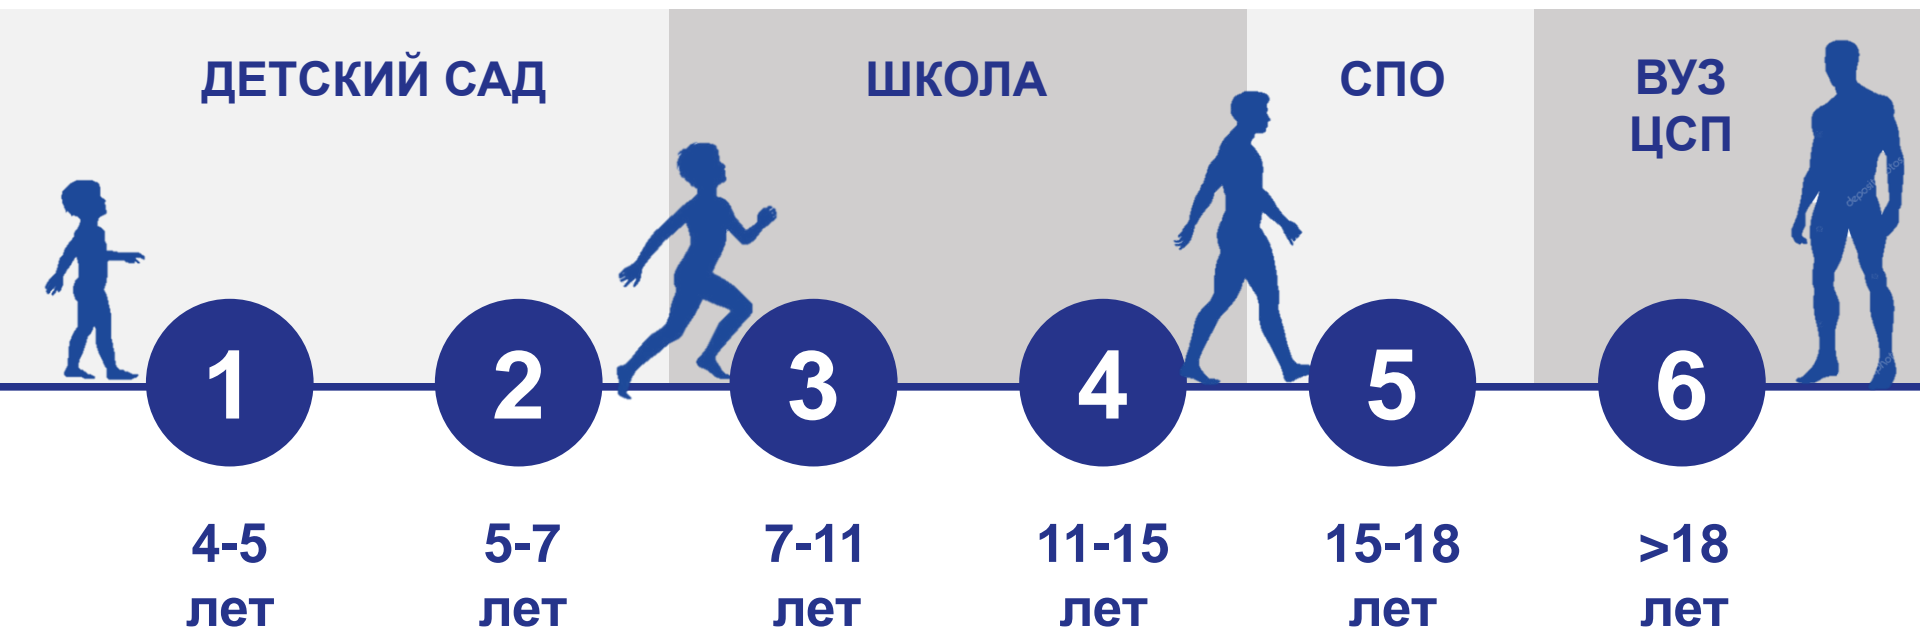 ДЕТСКИЙ САД
ШКОЛА
СПО
ВУЗ
ЦСП
1
2
3
4
5
6
4-5
лет
5-7
лет
7-11
лет
11-15
лет
15-18
лет
>18
лет